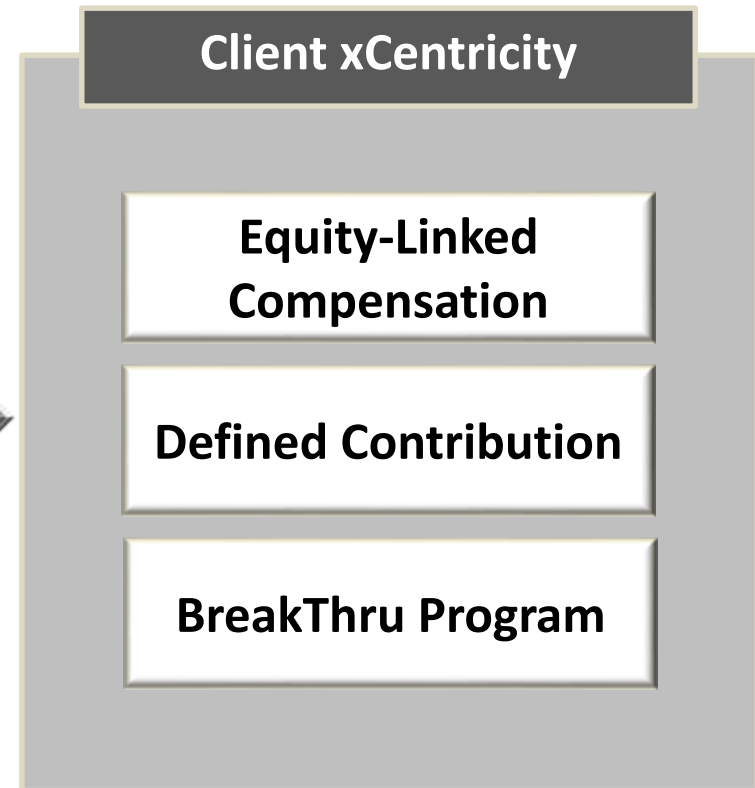 Client xCentricity
Equity-Linked
Compensation
Defined Contribution
BreakThru Program